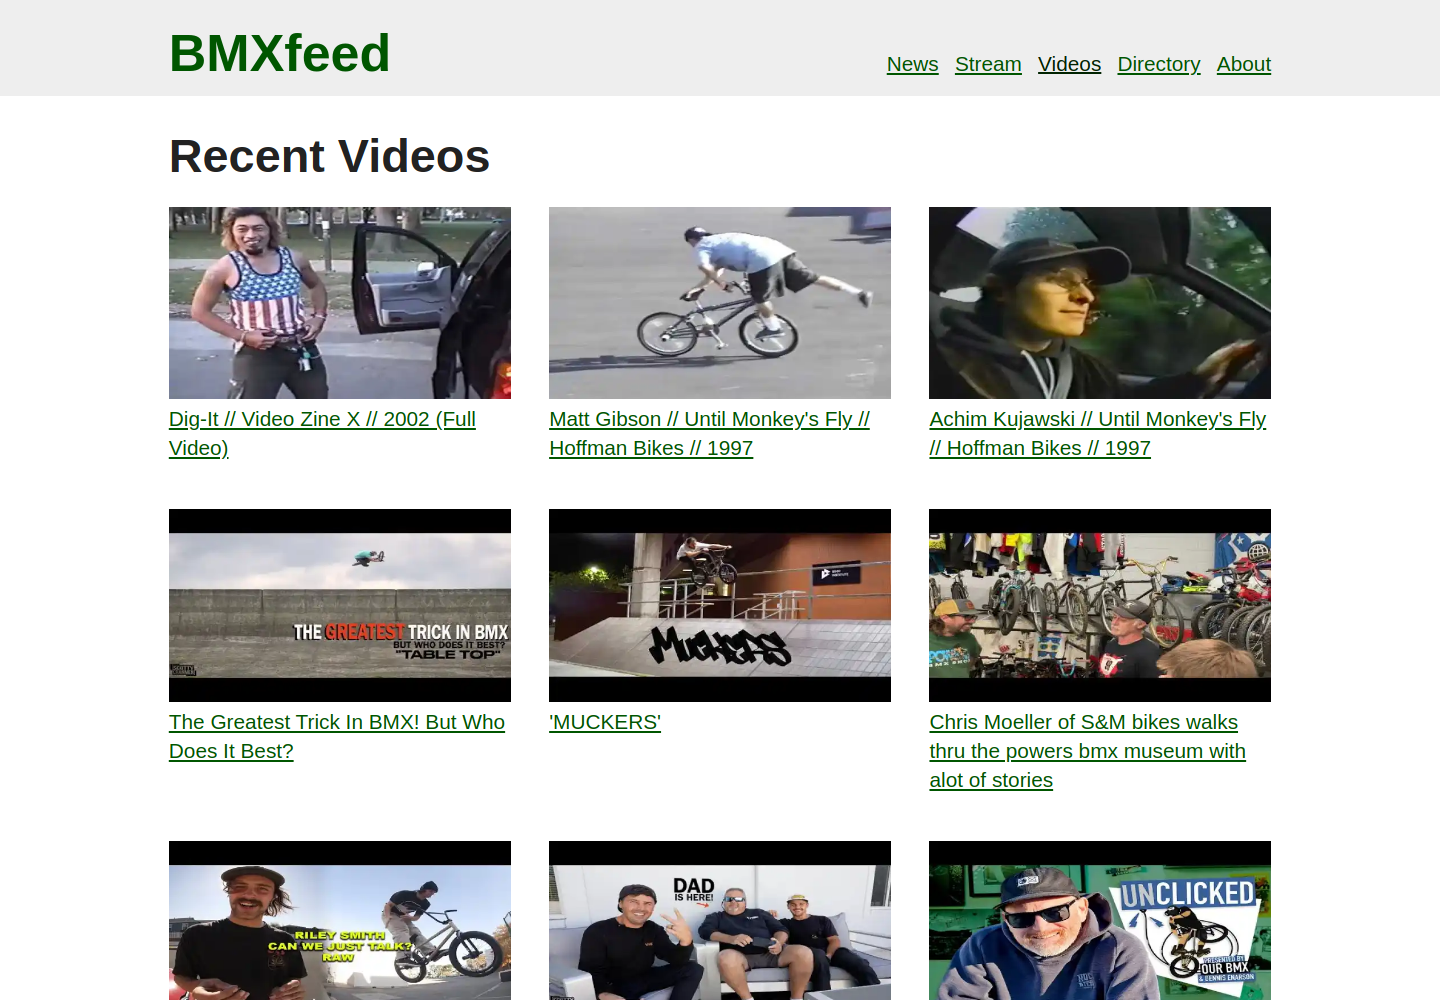 BMXfeed
News Stream Videos Directory About
Recent Videos
Dig-It // Video Zine X // 2002 (Full
Video)
Matt Gibson // Until Monkey's Fly //
Hoffman Bikes // 1997
Achim Kujawski // Until Monkey's Fly
// Hoffman Bikes // 1997
THE GREATEST TRICK IN BMX
BUT WHO DOES IT BEST?
"TABLE TOP"
MUCKERS
The Greatest Trick In BMX! But Who
Does It Best?
'MUCKERS'
Chris Moeller of S&M bikes walks
thru the powers bmx museum with
alot of stories
RILEY SMITH
CAN WE JUST TALK?
RAW
DAD
IS HERE!
UNCLICKED
PRESENTED BY
OUR BMX
& DENNIS ENARSON